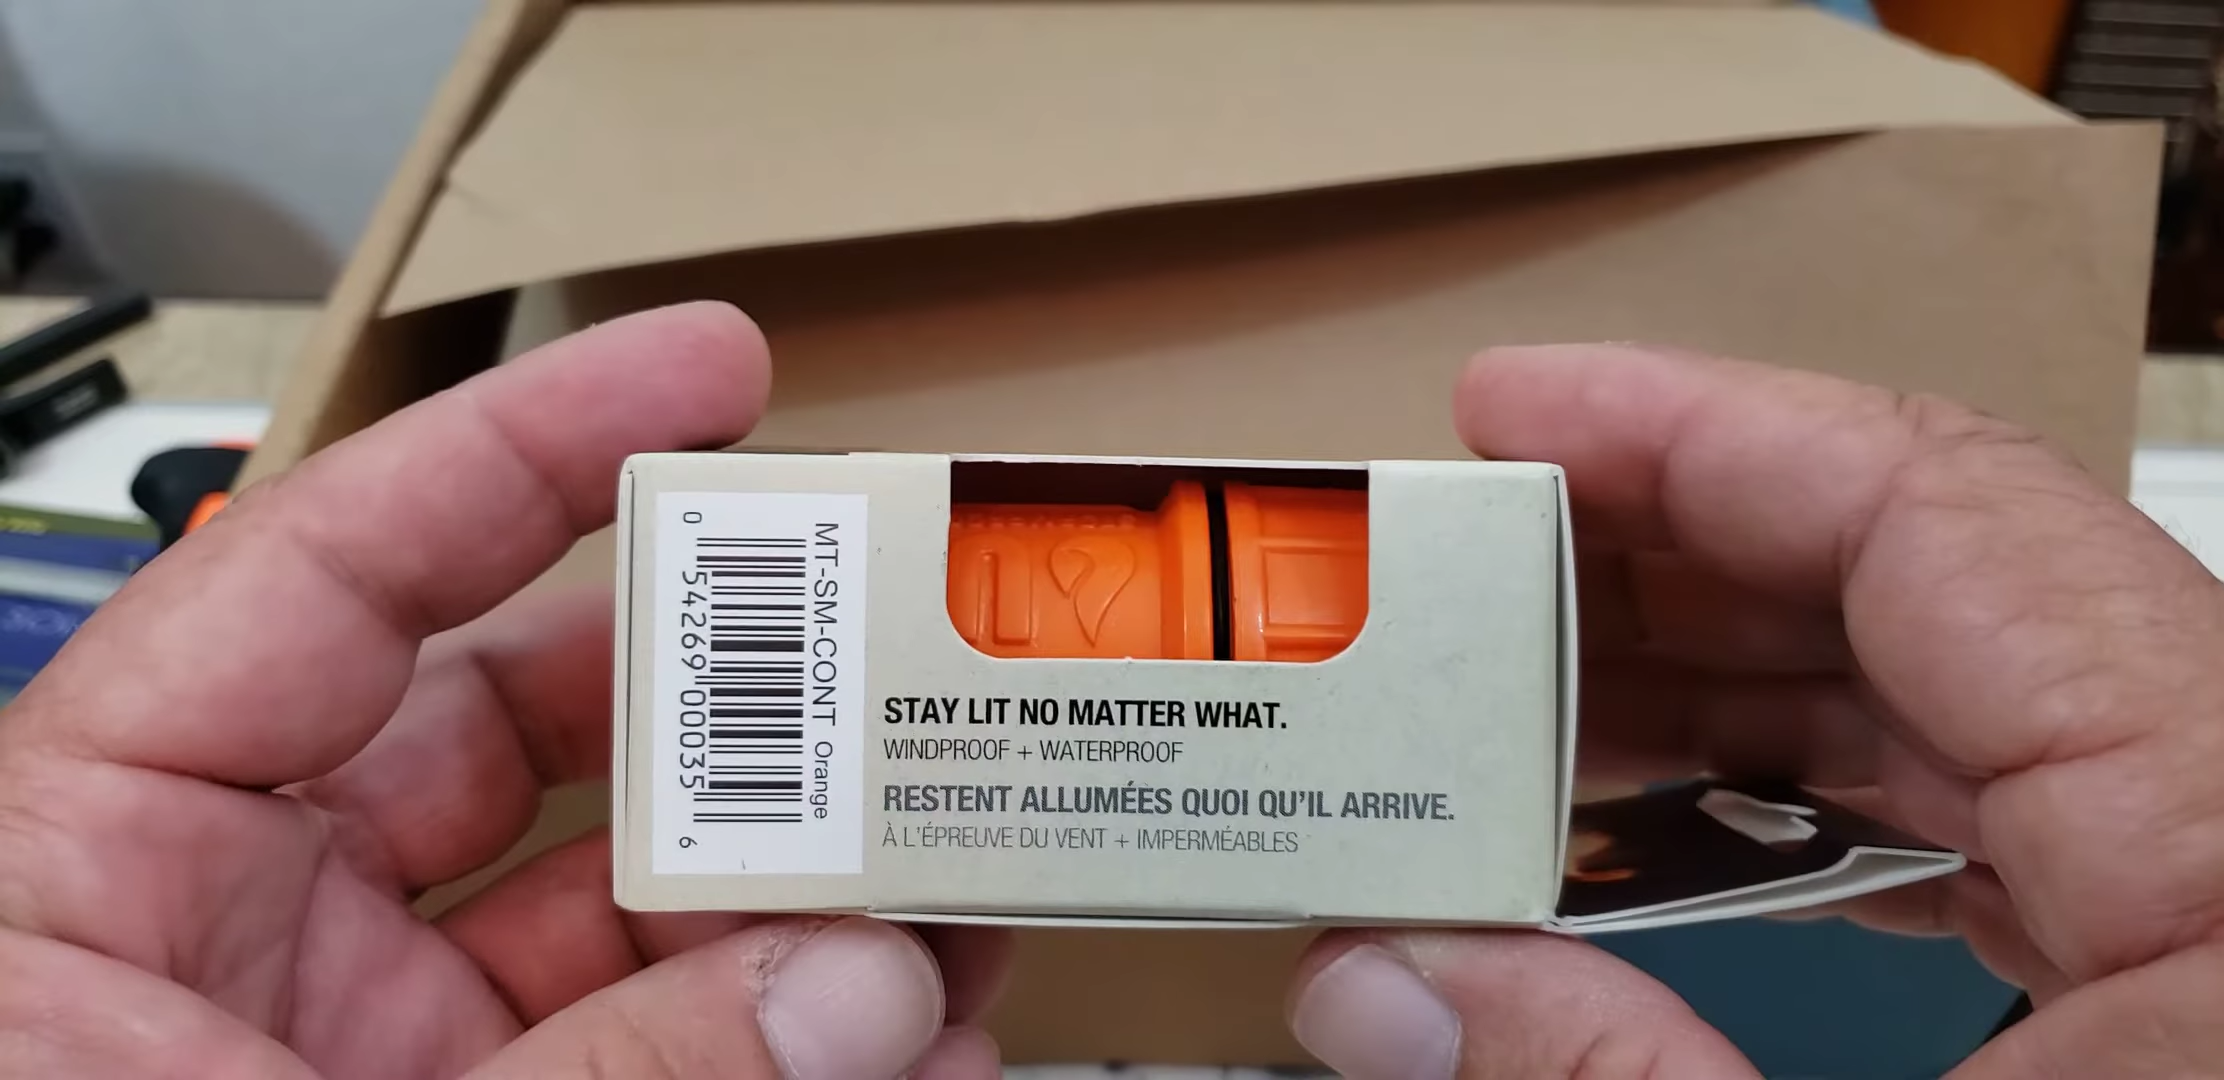 MT-SM-CONT Orange
0 54269 00035 6
STAY LIT NO MATTER WHAT.
WINDPROOF + WATERPROOF
RESTENT ALLUMÉES QUOI QU'IL ARRIVE.
À L'ÉPREUVE DU VENT + IMPERMÉABLES